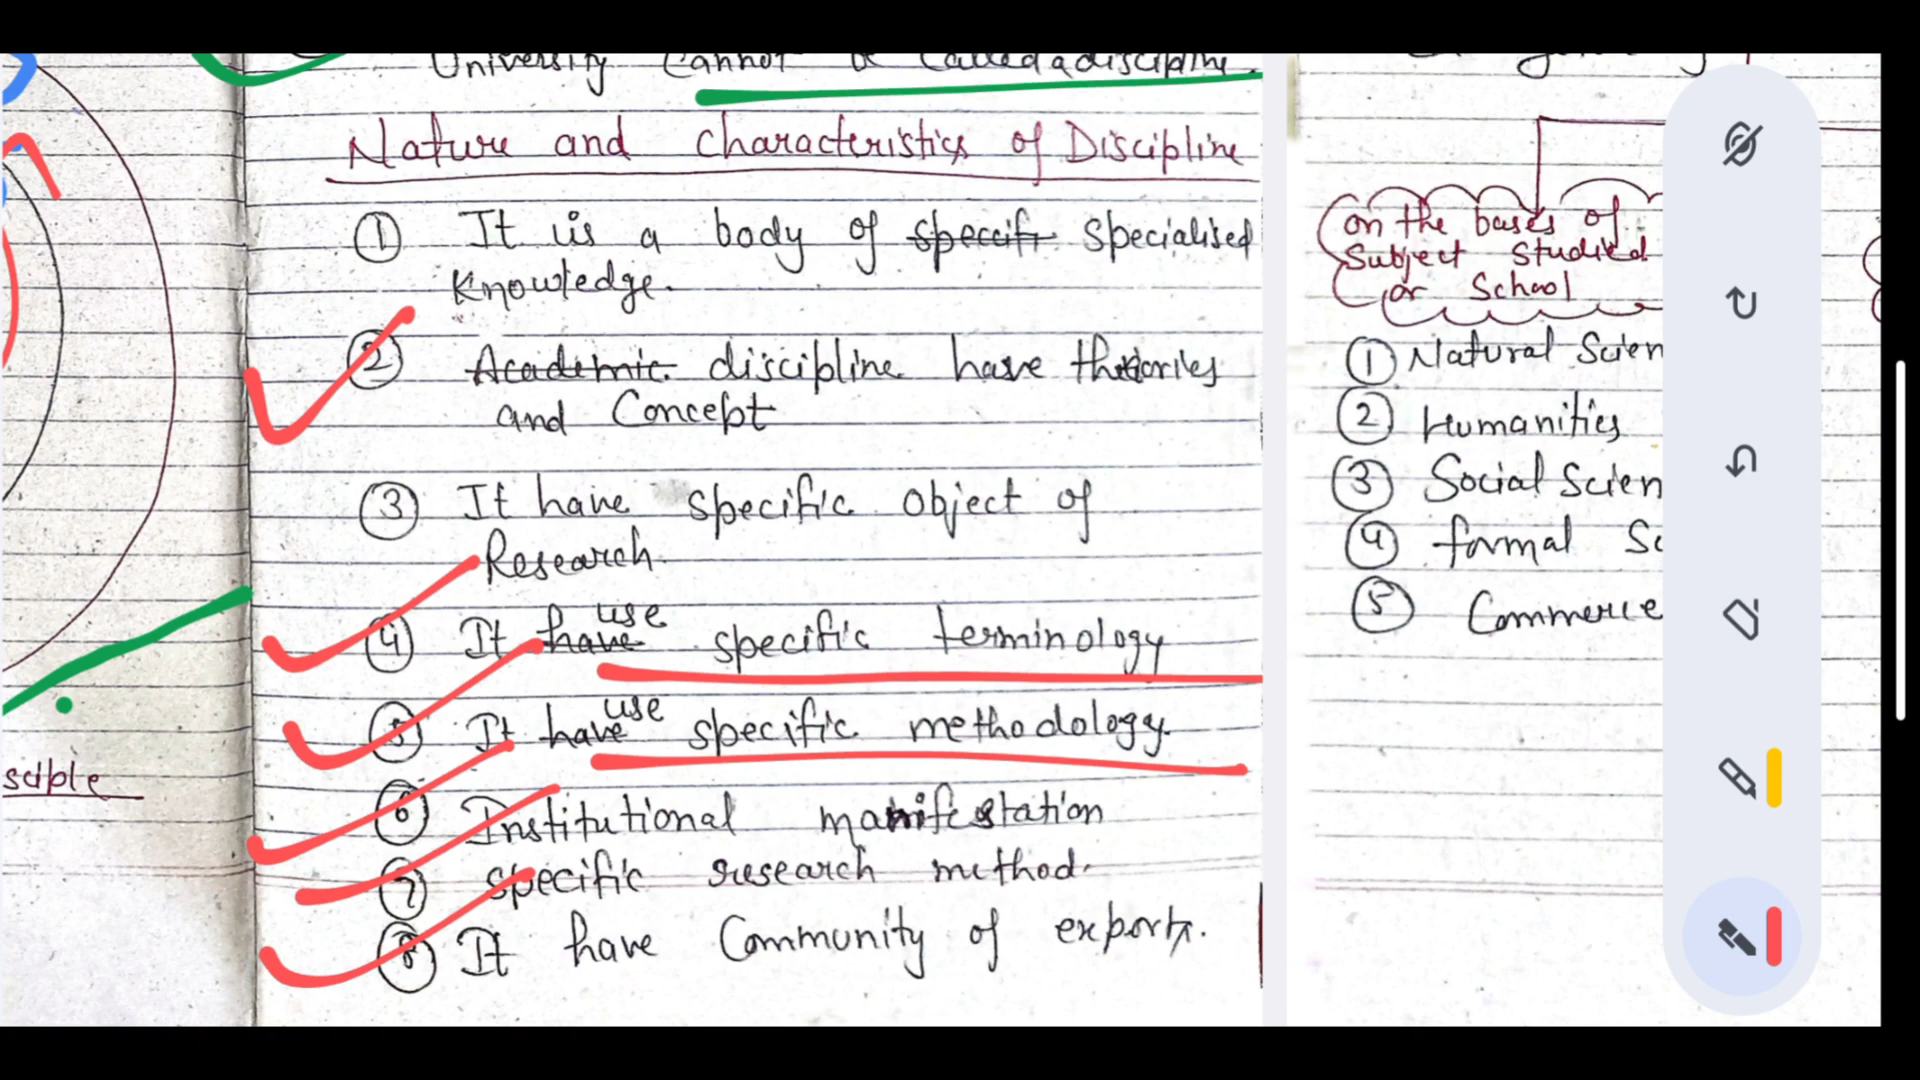 University Cannot be Called a discipline.
Nature and characteristics of Discipline
① It is a body of specift specialised
Knowledge.
② Academic discipline have theories
and Concept
③ It have specific object of
Research.
④ It have use specific terminology
⑤ It have use specific methodology.
⑥ Institutional manifestation
⑦ specific research method.
⑧ It have Community of experts.
scible
on the bases of
Subject Studied
or School
① Natural Scien
② Humanities
③ Social Scien
④ formal Sc
⑤ Commerce